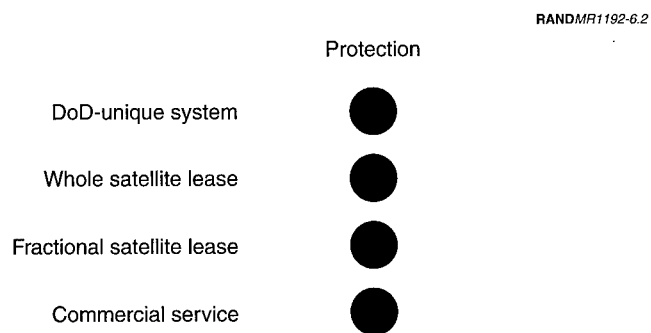 RANDMR1192-6.2
Protection
DoD-unique system
Whole satellite lease
Fractional satellite lease
Commercial service